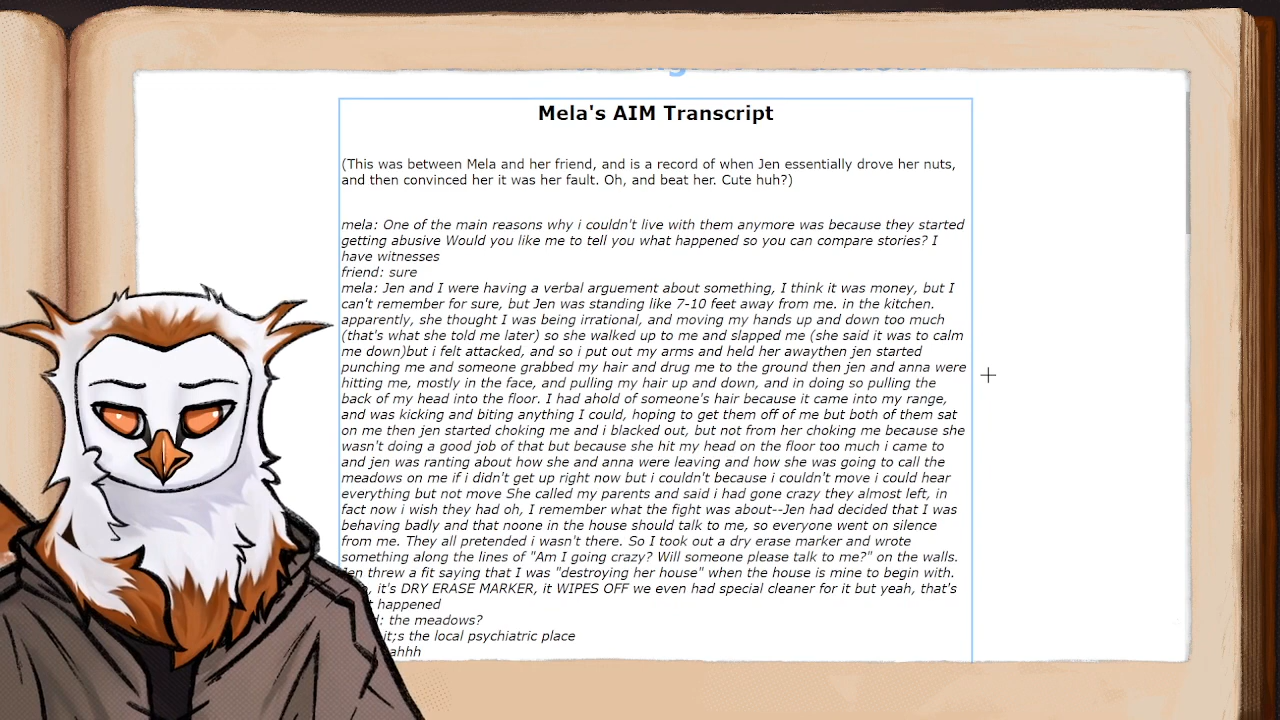 Mela's AIM Transcript
(This was between Mela and her friend, and is a record of when Jen essentially drove her nuts,
and then convinced her it was her fault. Oh, and beat her. Cute huh?)
mela: One of the main reasons why i couldn't live with them anymore was because they started
getting abusive Would you like me to tell you what happened so you can compare stories? I
have witnesses
friend: sure
mela: Jen and I were having a verbal arguement about something, I think it was money, but I
can't remember for sure, but Jen was standing like 7-10 feet away from me. in the kitchen.
apparently, she thought I was being irrational, and moving my hands up and down too much
(that's what she told me later) so she walked up to me and slapped me (she said it was to calm
me down)but i felt attacked, and so i put out my arms and held her awaythen jen started
punching me and someone grabbed my hair and drug me to the ground then jen and anna were
hitting me, mostly in the face, and pulling my hair up and down, and in doing so pulling the
back of my head into the floor. I had ahold of someone's hair because it came into my range,
and was kicking and biting anything I could, hoping to get them off of me but both of them sat
on me then jen started choking me and i blacked out, but not from her choking me because she
wasn't doing a good job of that but because she hit my head on the floor too much i came to
and jen was ranting about how she and anna were leaving and how she was going to call the
meadows on me if i didn't get up right now but i couldn't because i couldn't move i could hear
everything but not move She called my parents and said i had gone crazy they almost left, in
fact now i wish they had oh, I remember what the fight was about--Jen had decided that I was
behaving badly and that noone in the house should talk to me, so everyone went on silence
from me. They all pretended i wasn't there. So I took out a dry erase marker and wrote
something along the lines of "Am I going crazy? Will someone please talk to me?" on the walls.
Jen threw a fit saying that I was "destroying her house" when the house is mine to begin with.
it's DRY ERASE MARKER, it WIPES OFF we even had special cleaner for it but yeah, that's
happened
the meadows?
it;s the local psychiatric place
ahhh